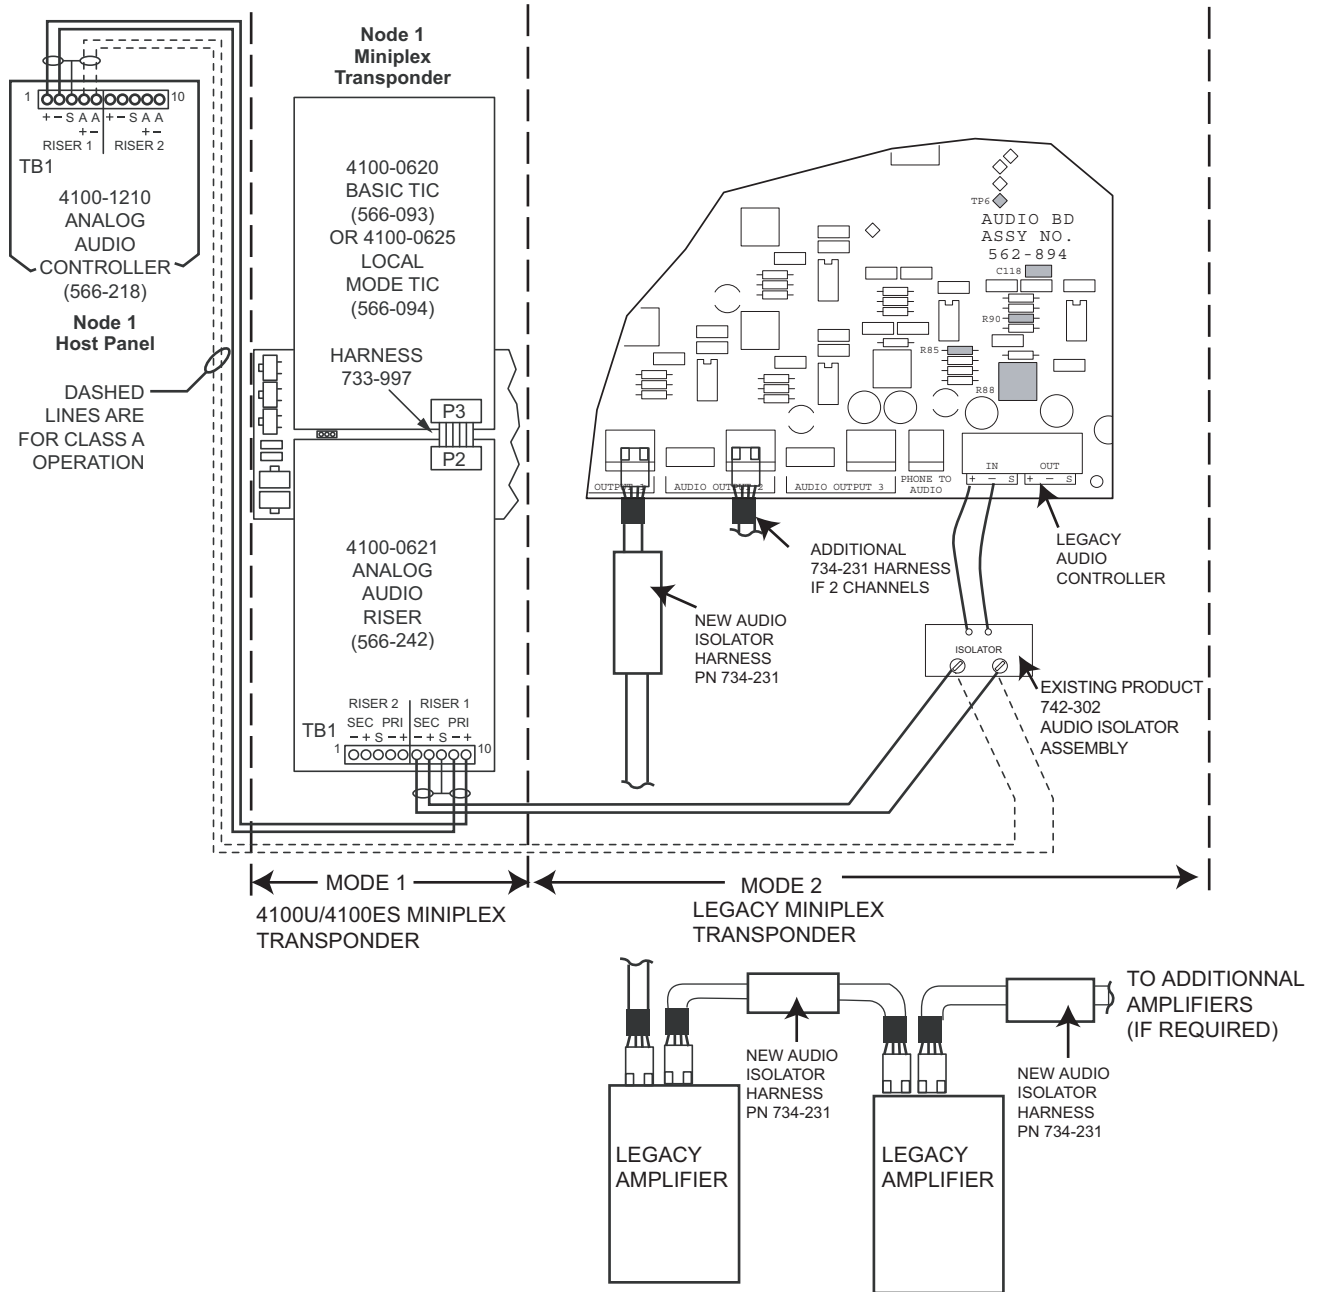 1
10
+ − S A A + − S A A
+ − + −
RISER 1 RISER 2
TB1
4100-1210
ANALOG
AUDIO
CONTROLLER
(566-218)
Node 1
Host Panel
DASHED
LINES ARE
FOR CLASS A
OPERATION
Node 1
Miniplex
Transponder
4100-0620
BASIC TIC
(566-093)
OR 4100-0625
LOCAL
MODE TIC
(566-094)
HARNESS
733-997
P3
P2
4100-0621
ANALOG
AUDIO
RISER
(566-242)
RISER 2 RISER 1
SEC PRI SEC PRI
− + S − + − + S − +
TB1
1
10
TP6
AUDIO BD
ASSY NO.
562-894
C118
R90
R85
R88
IN OUT
+ − S + − S
OUTPUT 1
AUDIO OUTPUT 2
AUDIO OUTPUT 3
PHONE TO
AUDIO
LEGACY
AUDIO
CONTROLLER
ADDITIONAL
734-231 HARNESS
IF 2 CHANNELS
NEW AUDIO
ISOLATOR
HARNESS
PN 734-231
ISOLATOR
EXISTING PRODUCT
742-302
AUDIO ISOLATOR
ASSEMBLY
MODE 1
4100U/4100ES MINIPLEX
TRANSPONDER
MODE 2
LEGACY MINIPLEX
TRANSPONDER
TO ADDITIONNAL
AMPLIFIERS
(IF REQUIRED)
NEW AUDIO
ISOLATOR
HARNESS
PN 734-231
NEW AUDIO
ISOLATOR
HARNESS
PN 734-231
LEGACY
AMPLIFIER
LEGACY
AMPLIFIER